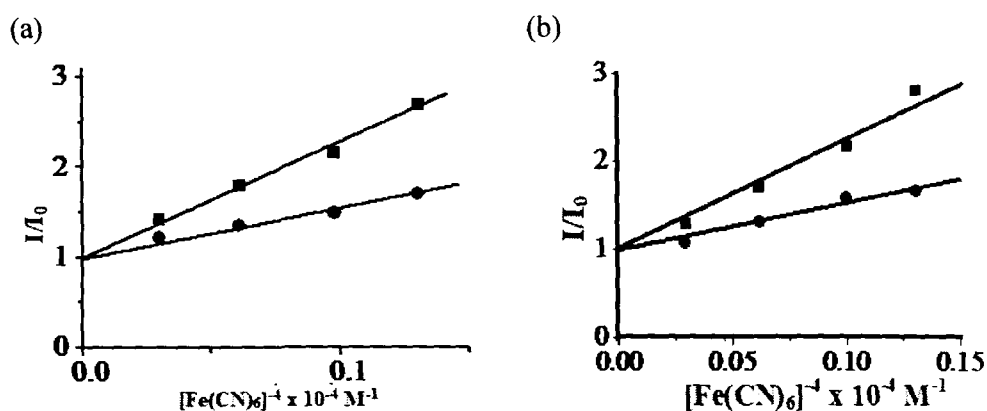 (a)
(b)
3
2
1
0
I/I₀
0.0
0.1
[Fe(CN)₆]⁻⁴ x 10⁻⁴ M⁻¹
3
2
1
0
I/I₀
0.00
0.05
0.10
0.15
[Fe(CN)₆]⁻⁴ x 10⁻⁴ M⁻¹